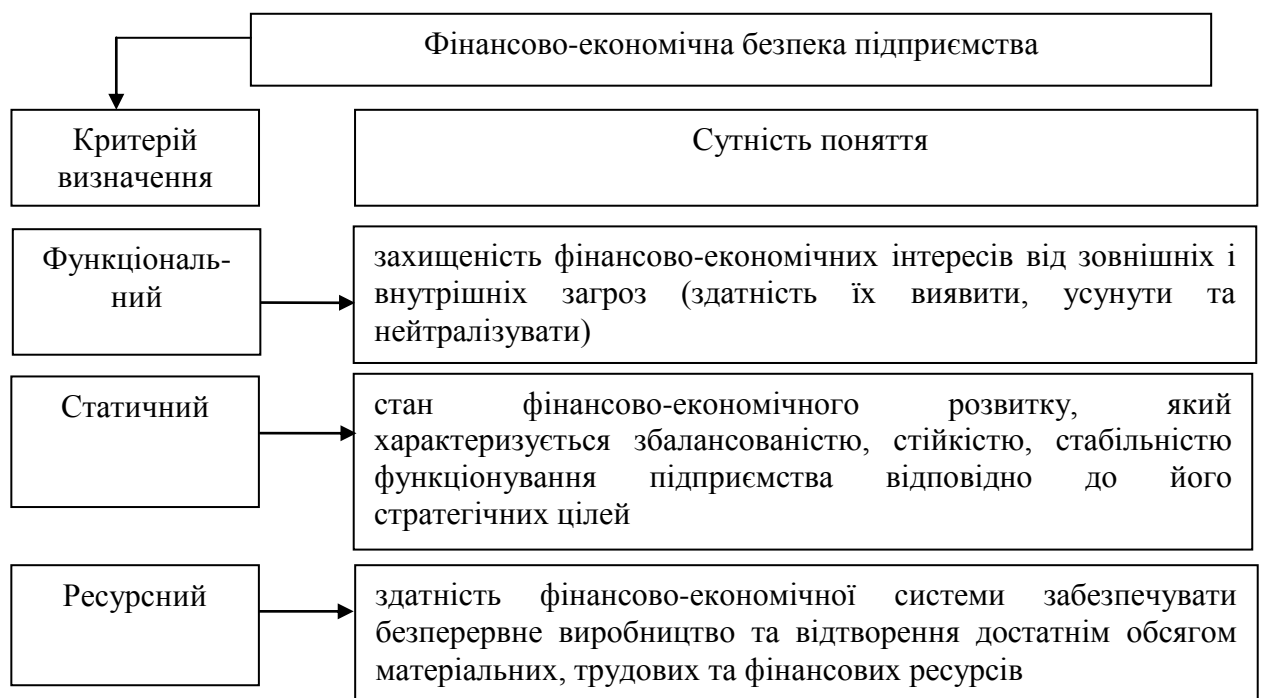 Фінансово-економічна безпека підприємства
Критерій
визначення
Сутність поняття
Функціональ-
ний
захищеність фінансово-економічних інтересів від зовнішніх і
внутрішніх загроз (здатність їх виявити, усунути та
нейтралізувати)
Статичний
стан фінансово-економічного розвитку, який
характеризується збалансованістю, стійкістю, стабільністю
функціонування підприємства відповідно до його
стратегічних цілей
Ресурсний
здатність фінансово-економічної системи забезпечувати
безперервне виробництво та відтворення достатнім обсягом
матеріальних, трудових та фінансових ресурсів